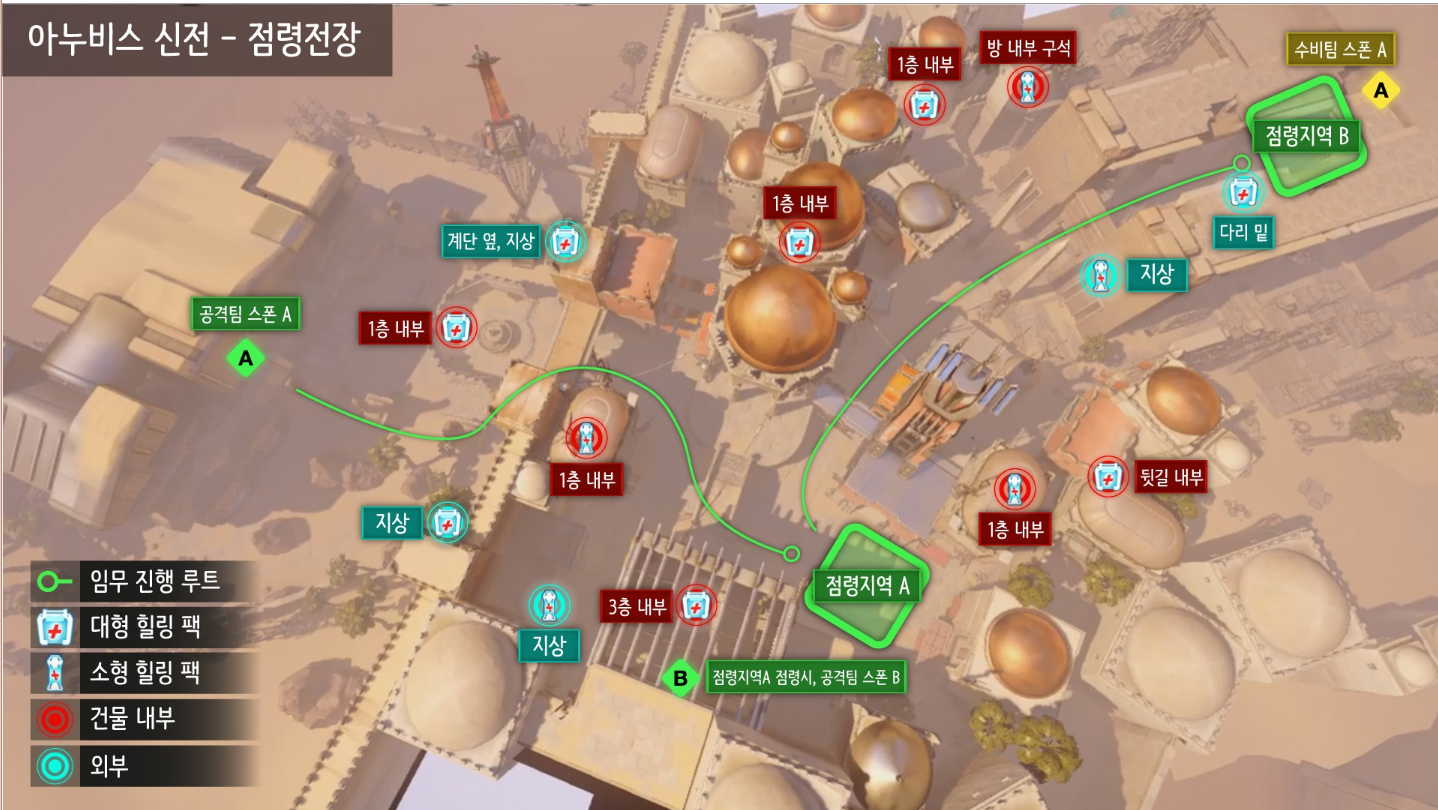 아누비스 신전 - 점령전장
수비팀 스폰 A
A
방 내부 구석
1층 내부
점령지역 B
1층 내부
다리 밑
계단 옆, 지상
지상
공격팀 스폰 A
A
1층 내부
1층 내부
뒷길 내부
1층 내부
지상
점령지역 A
3층 내부
지상
B
점령지역A 점령시, 공격팀 스폰 B
임무 진행 루트
대형 힐링 팩
소형 힐링 팩
건물 내부
외부